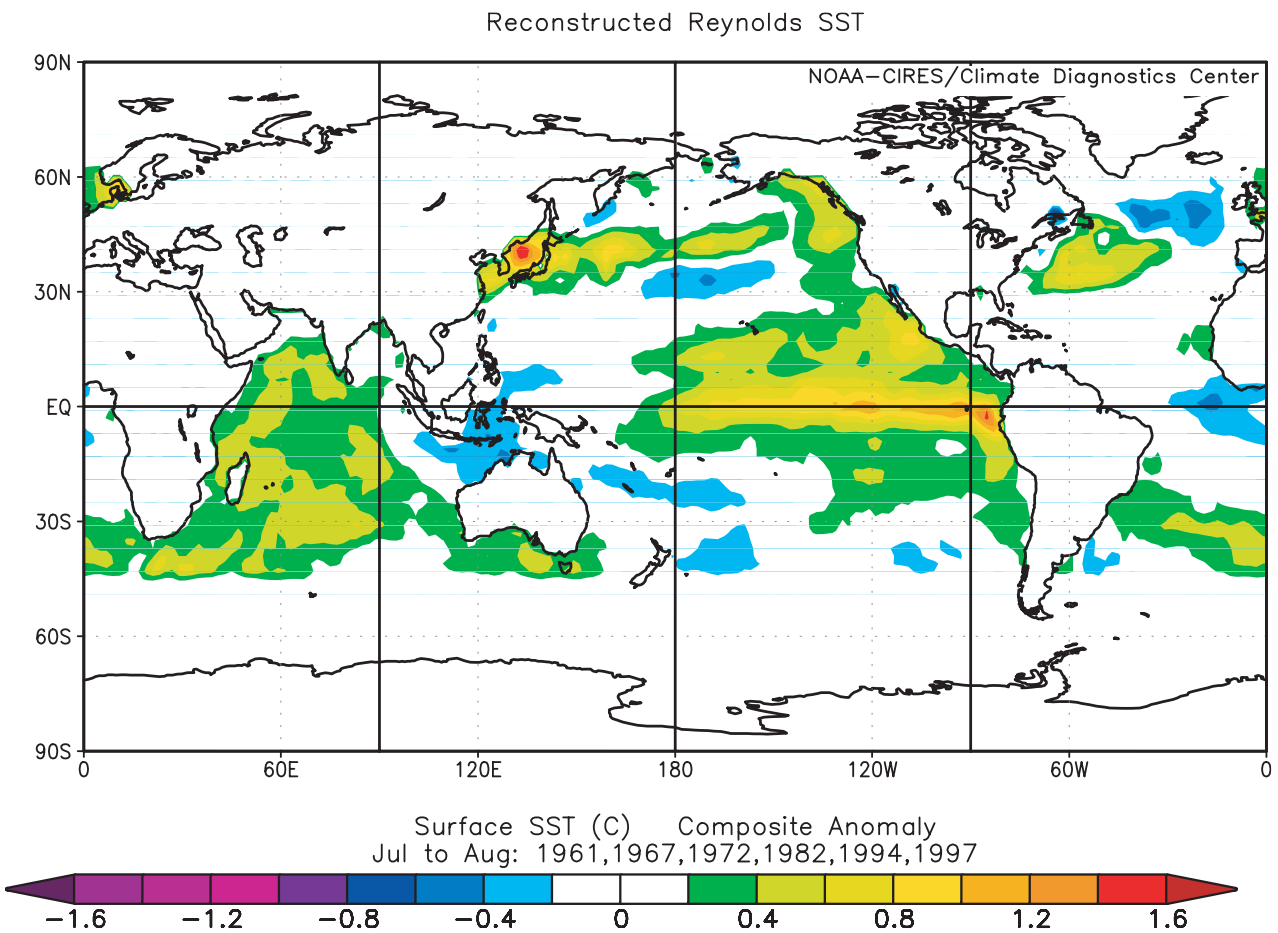 Reconstructed Reynolds SST
NOAA-CIRES/Climate Diagnostics Center
90N
60N
30N
EQ
30S
60S
90S
0 60E 120E 180 120W 60W 0
Surface SST (C) Composite Anomaly
Jul to Aug: 1961,1967,1972,1982,1994,1997
-1.6 -1.2 -0.8 -0.4 0 0.4 0.8 1.2 1.6